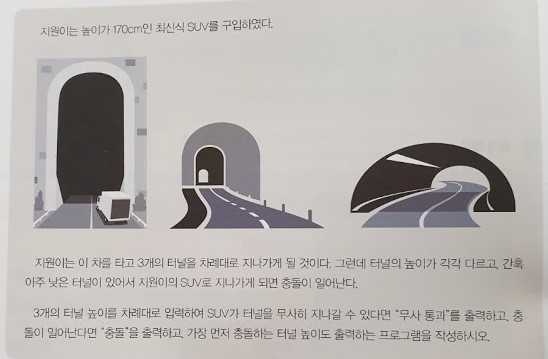 지원이는 높이가 170cm인 최신식 SUV를 구입하였다.
지원이는 이 차를 타고 3개의 터널을 차례대로 지나가게 될 것이다. 그런데 터널의 높이가 각각 다르고, 간혹
아주 낮은 터널이 있어서 지원이의 SUV로 지나가게 되면 충돌이 일어난다.
3개의 터널 높이를 차례대로 입력하여 SUV가 터널을 무사히 지나갈 수 있다면 “무사 통과”를 출력하고, 충
돌이 일어난다면 “충돌”을 출력하고, 가장 먼저 충돌하는 터널 높이도 출력하는 프로그램을 작성하시오.